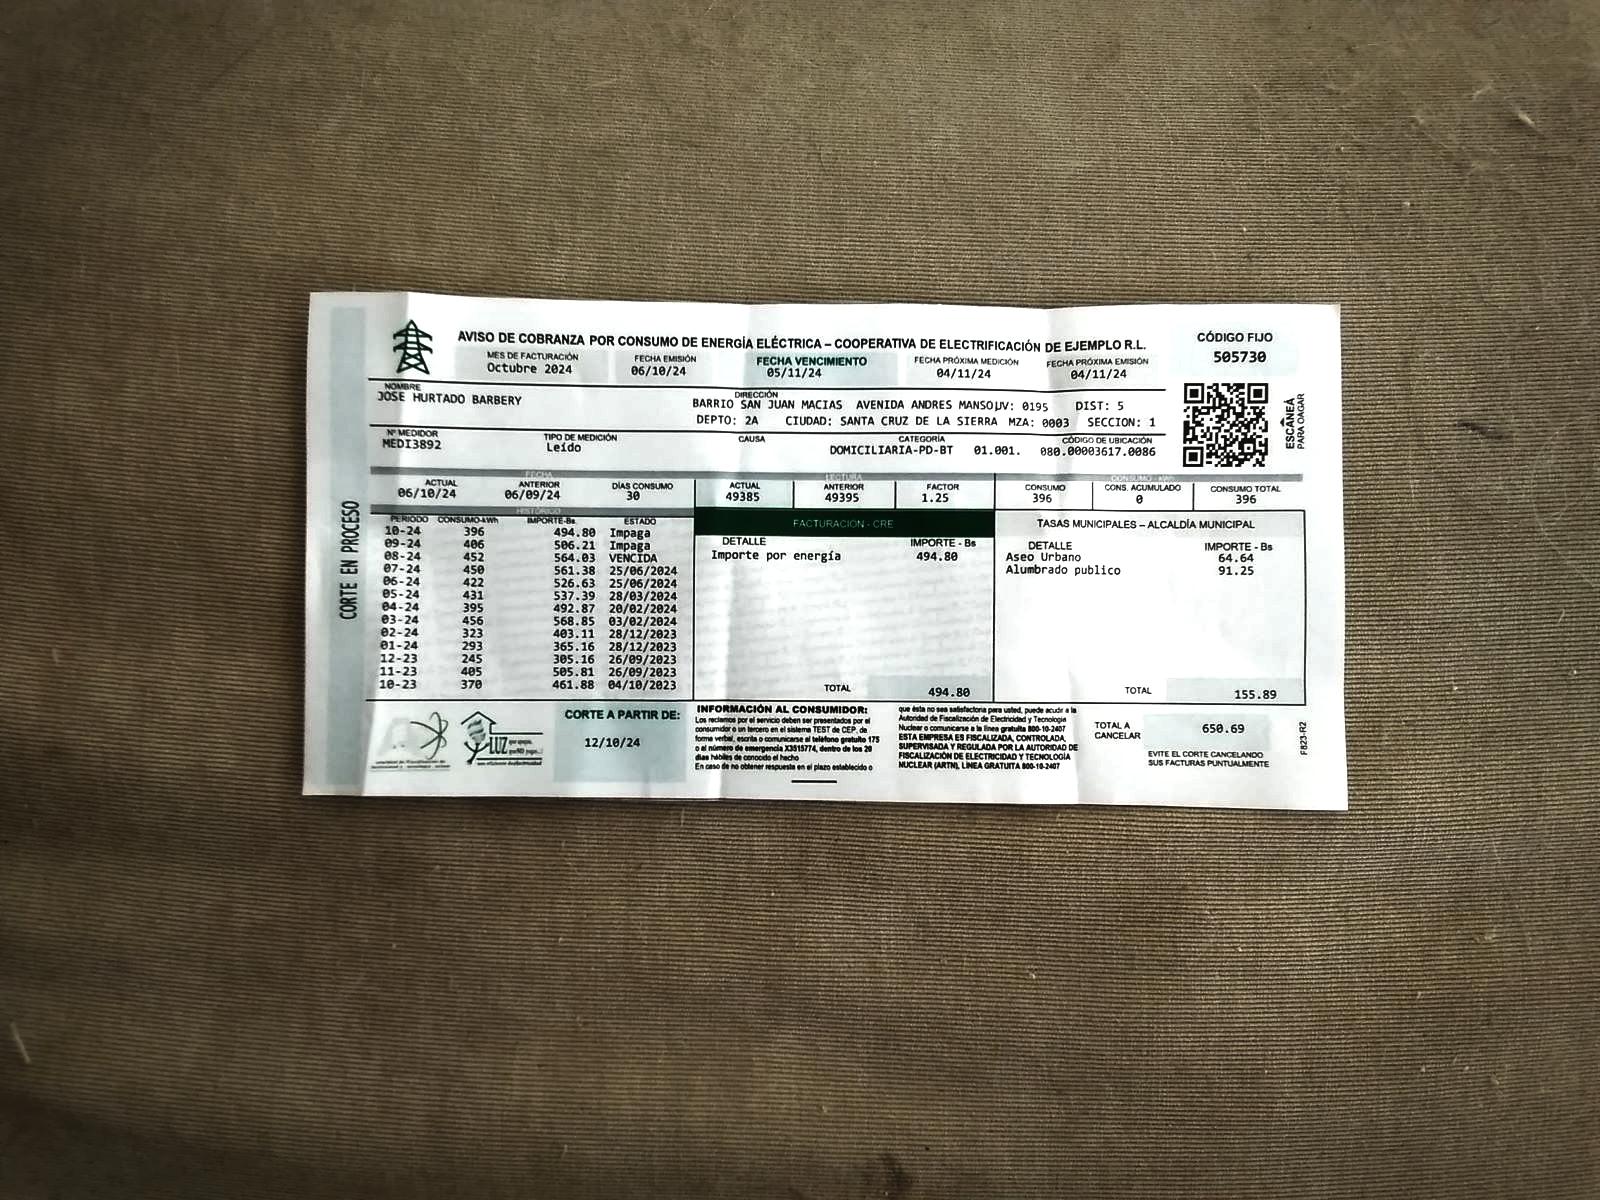 AVISO DE COBRANZA POR CONSUMO DE ENERGÍA ELÉCTRICA – COOPERATIVA DE ELECTRIFICACIÓN DE EJEMPLO R.L.
CÓDIGO FIJO
505730
MES DE FACTURACIÓN FECHA EMISIÓN FECHA VENCIMIENTO FECHA PRÓXIMA MEDICIÓN FECHA PRÓXIMA EMISIÓN
Octubre 2024 06/10/24 05/11/24 04/11/24 04/11/24
NOMBRE DIRECCIÓN
JOSE HURTADO BARBERY BARRIO SAN JUAN MACIAS AVENIDA ANDRES MANSO UV: 0195 DIST: 5
DEPTO: 2A CIUDAD: SANTA CRUZ DE LA SIERRA MZA: 0003 SECCION: 1
ESCANEÁ
PARA PAGAR
Nº MEDIDOR TIPO DE MEDICIÓN CAUSA CATEGORÍA CÓDIGO DE UBICACIÓN
MEDI3892 Leído DOMICILIARIA-PD-BT 01.001. 080.00003617.0086
FECHA LECTURA CONSUMO - kWh
ACTUAL ANTERIOR DÍAS CONSUMO ACTUAL ANTERIOR FACTOR CONSUMO CONS. ACUMULADO CONSUMO TOTAL
06/10/24 06/09/24 30 49385 49395 1.25 396 0 396
CORTE EN PROCESO
HISTÓRICO
PERIODO CONSUMO-kWh IMPORTE-Bs. ESTADO
10-24 396 494.80 Impaga
09-24 406 506.21 Impaga
08-24 452 564.03 VENCIDA
07-24 450 561.38 25/06/2024
06-24 422 526.63 25/06/2024
05-24 431 537.39 28/03/2024
04-24 395 492.87 20/02/2024
03-24 456 568.85 03/02/2024
02-24 323 403.11 28/12/2023
01-24 293 365.16 28/12/2023
12-23 245 305.16 26/09/2023
11-23 405 505.81 26/09/2023
10-23 370 461.88 04/10/2023
FACTURACION - CRE
DETALLE IMPORTE - Bs
Importe por energía 494.80
TOTAL 494.80
TASAS MUNICIPALES – ALCALDÍA MUNICIPAL
DETALLE IMPORTE - Bs
Aseo Urbano 64.64
Alumbrado publico 91.25
TOTAL 155.89
LUZ
CORTE A PARTIR DE:
12/10/24
INFORMACIÓN AL CONSUMIDOR:
Los reclamos por el servicio deben ser presentados por el
consumidor o un tercero en el sistema TEST de CEP, de
forma verbal, escrita o comunicarse al teléfono gratuito 175
o al número de emergencia X3515774, dentro de los 20
días hábiles de conocido el hecho
En caso de no obtener respuesta en el plazo establecido o
que ésta no sea satisfactoria para usted, puede acudir a la
Autoridad de Fiscalización de Electricidad y Tecnología
Nuclear o comunicarse a la línea gratuita 800-10-2407
ESTA EMPRESA ES FISCALIZADA, CONTROLADA,
SUPERVISADA Y REGULADA POR LA AUTORIDAD DE
FISCALIZACIÓN DE ELECTRICIDAD Y TECNOLOGÍA
NUCLEAR (ARTN), LINEA GRATUITA 800-10-2407
TOTAL A
CANCELAR
650.69
EVITE EL CORTE CANCELANDO
SUS FACTURAS PUNTUALMENTE
F823-R2